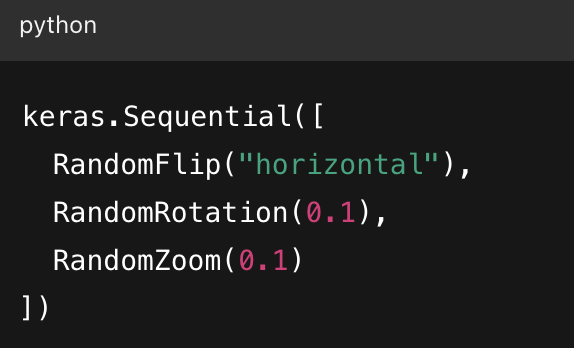 python
keras.Sequential([
  RandomFlip("horizontal"),
  RandomRotation(0.1),
  RandomZoom(0.1)
])